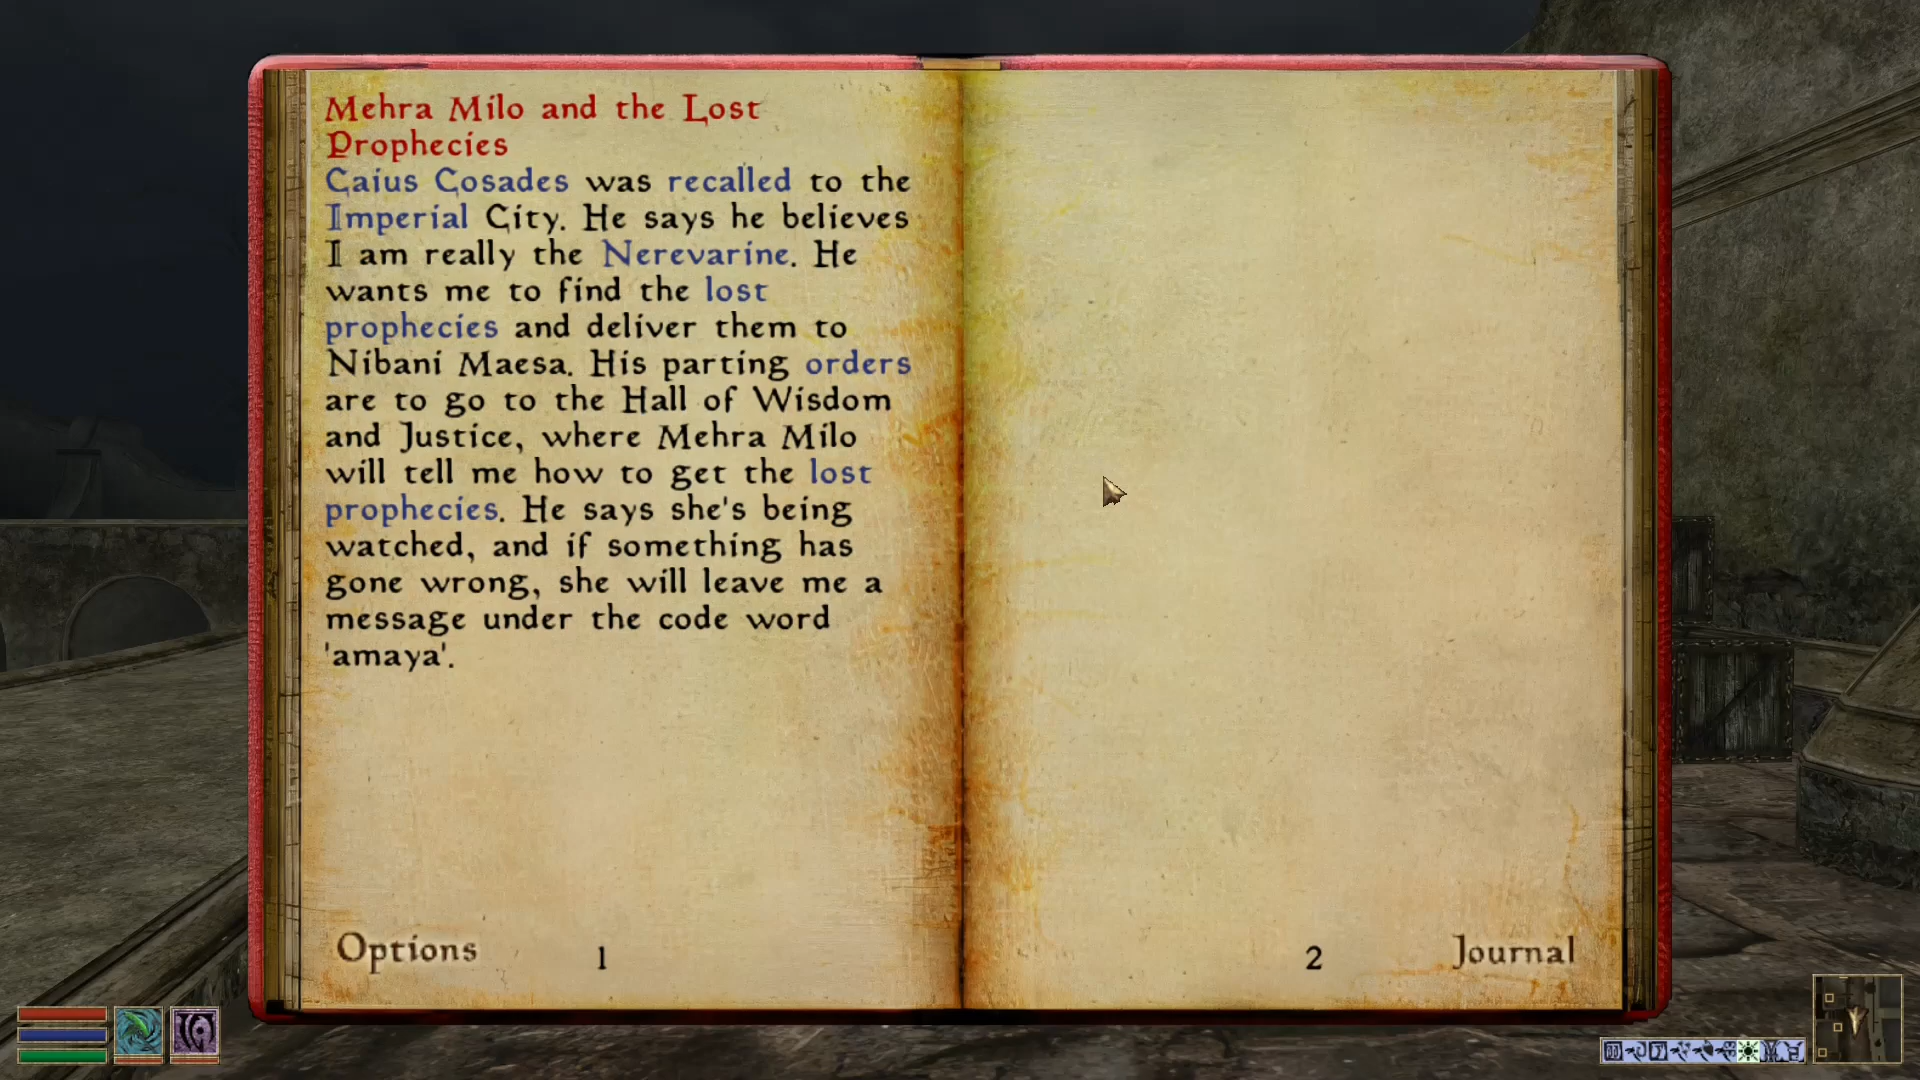 Mehra Milo and the Lost
Prophecies
Caius Cosades was recalled to the
Imperial City. He says he believes
I am really the Nerevarine. He
wants me to find the lost
prophecies and deliver them to
Nibani Maesa. His parting orders
are to go to the Hall of Wisdom
and Justice, where Mehra Milo
will tell me how to get the lost
prophecies. He says she's being
watched, and if something has
gone wrong, she will leave me a
message under the code word
'amaya'.
Options 1 2 Journal